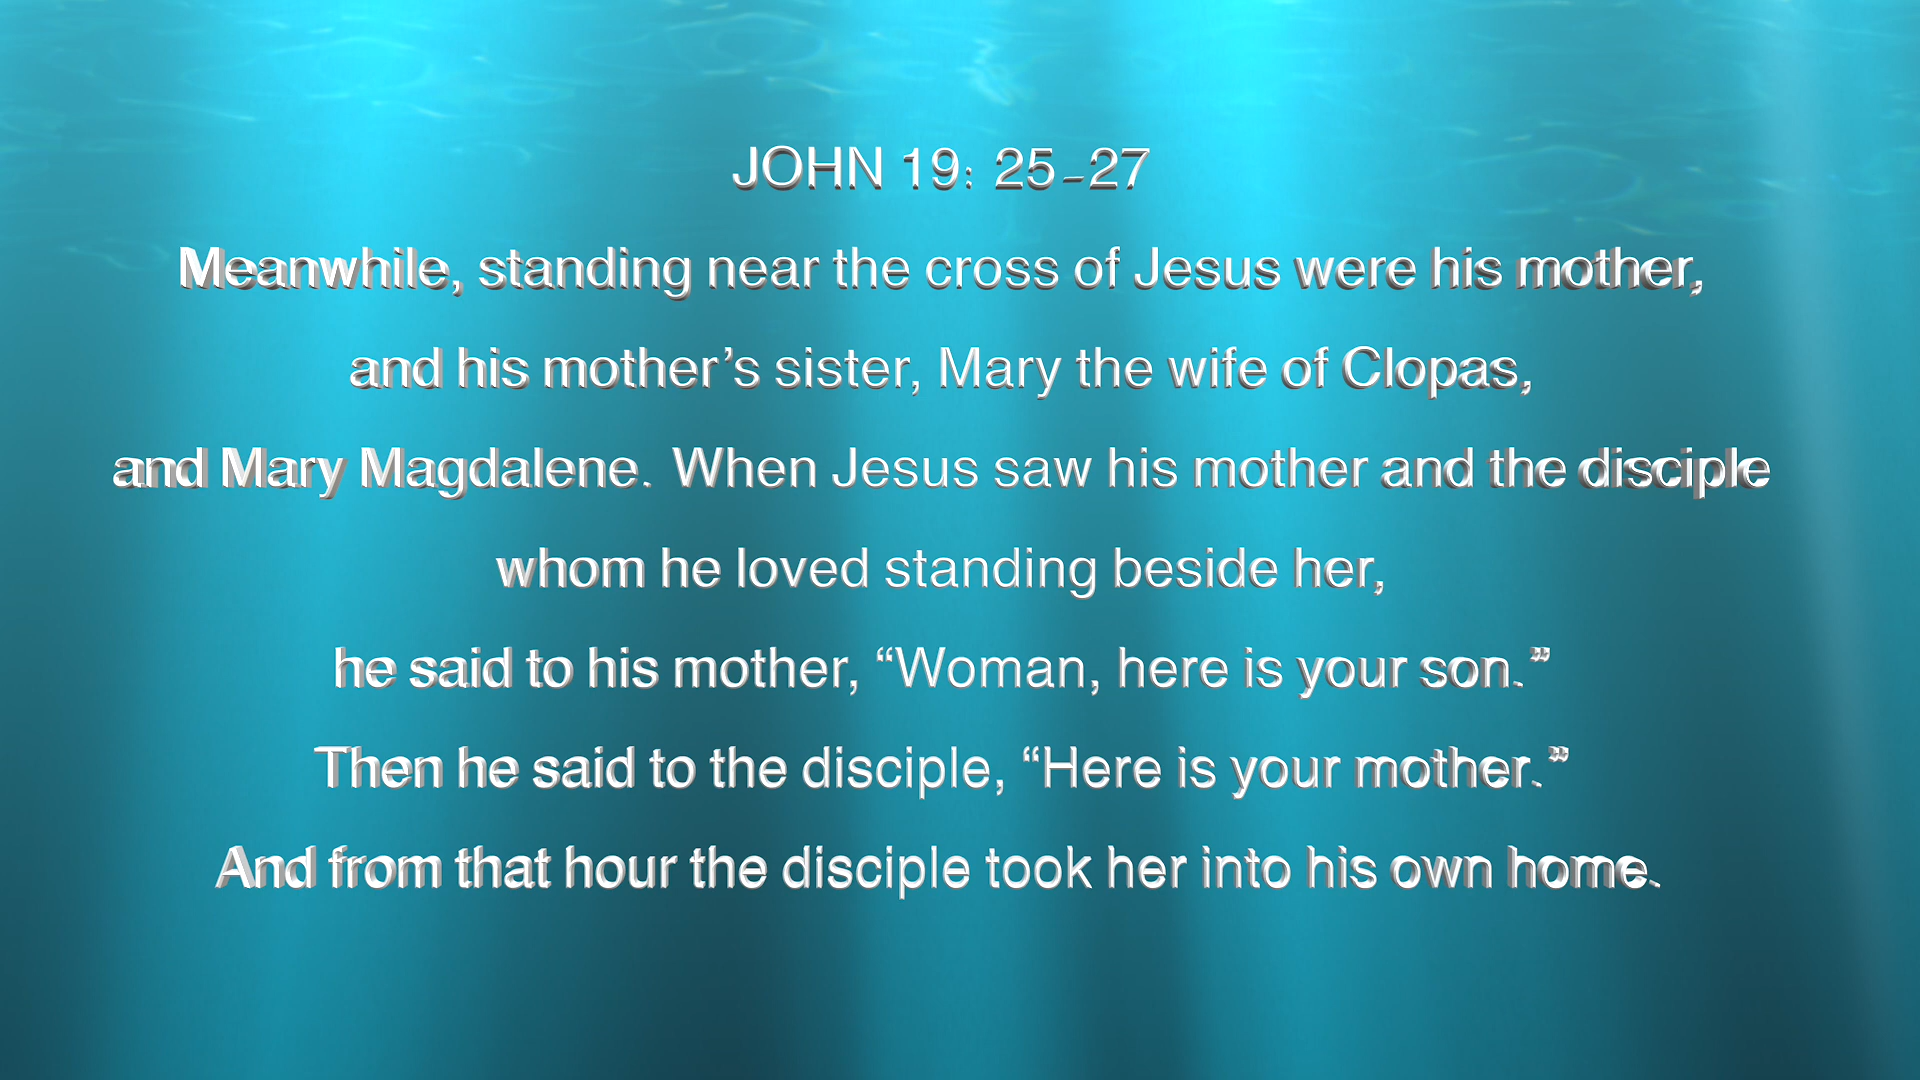 JOHN 19: 25-27
Meanwhile, standing near the cross of Jesus were his mother,
and his mother’s sister, Mary the wife of Clopas,
and Mary Magdalene. When Jesus saw his mother and the disciple
whom he loved standing beside her,
he said to his mother, “Woman, here is your son.”
Then he said to the disciple, “Here is your mother.”
And from that hour the disciple took her into his own home.